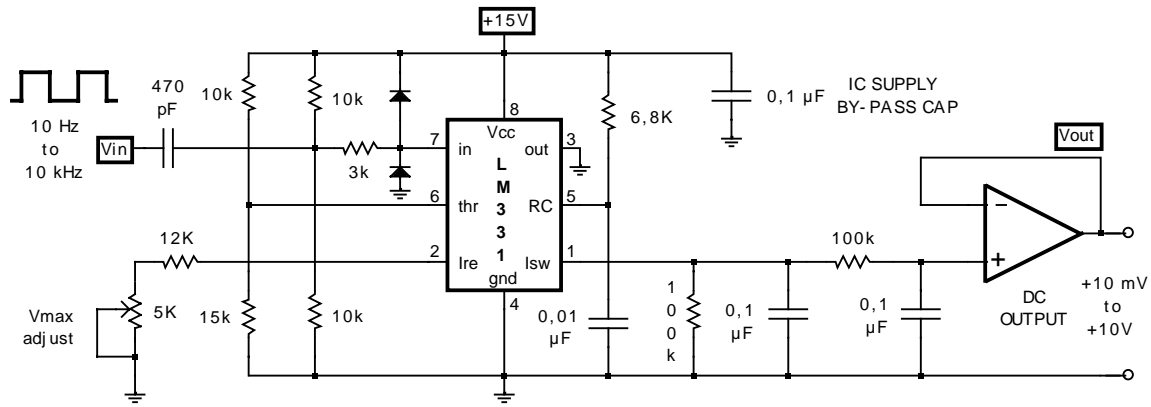 +15V
470
pF
10k
10k
6,8K
0,1 µF
IC SUPPLY
BY- PASS CAP
10 Hz
to
10 kHz
Vin
3k
7
8
3
Vcc
in
out
L
M
3
3
1
6
5
thr
RC
2
1
Ire
Isw
gnd
4
12K
5K
Vmax
adjust
15k
10k
0,01
µF
1
0
0
k
0,1
µF
100k
0,1
µF
Vout
−
+
DC
OUTPUT
+10 mV
to
+10V